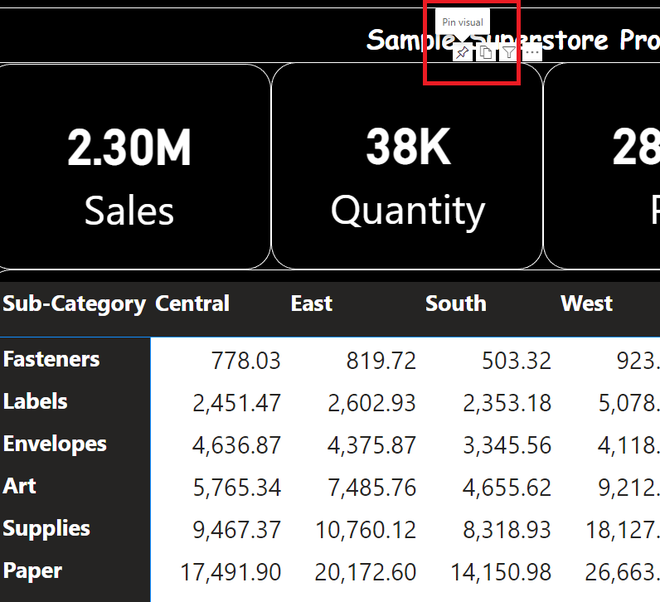 Pin visual
Sample Superstore Pro
2.30M
38K
28
Sales
Quantity
P
Sub-Category Central East South West
Fasteners 778.03 819.72 503.32 923.
Labels 2,451.47 2,602.93 2,353.18 5,078.
Envelopes 4,636.87 4,375.87 3,345.56 4,118.
Art 5,765.34 7,485.76 4,655.62 9,212.
Supplies 9,467.37 10,760.12 8,318.93 18,127.
Paper 17,491.90 20,172.60 14,150.98 26,663.